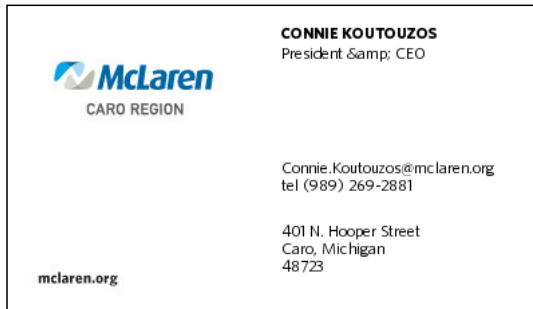 McLaren
CARO REGION
CONNIE KOUTOUZOS
President &amp; CEO
Connie.Koutouzos@mclaren.org
tel (989) 269-2881
401 N. Hooper Street
Caro, Michigan
48723
mclaren.org